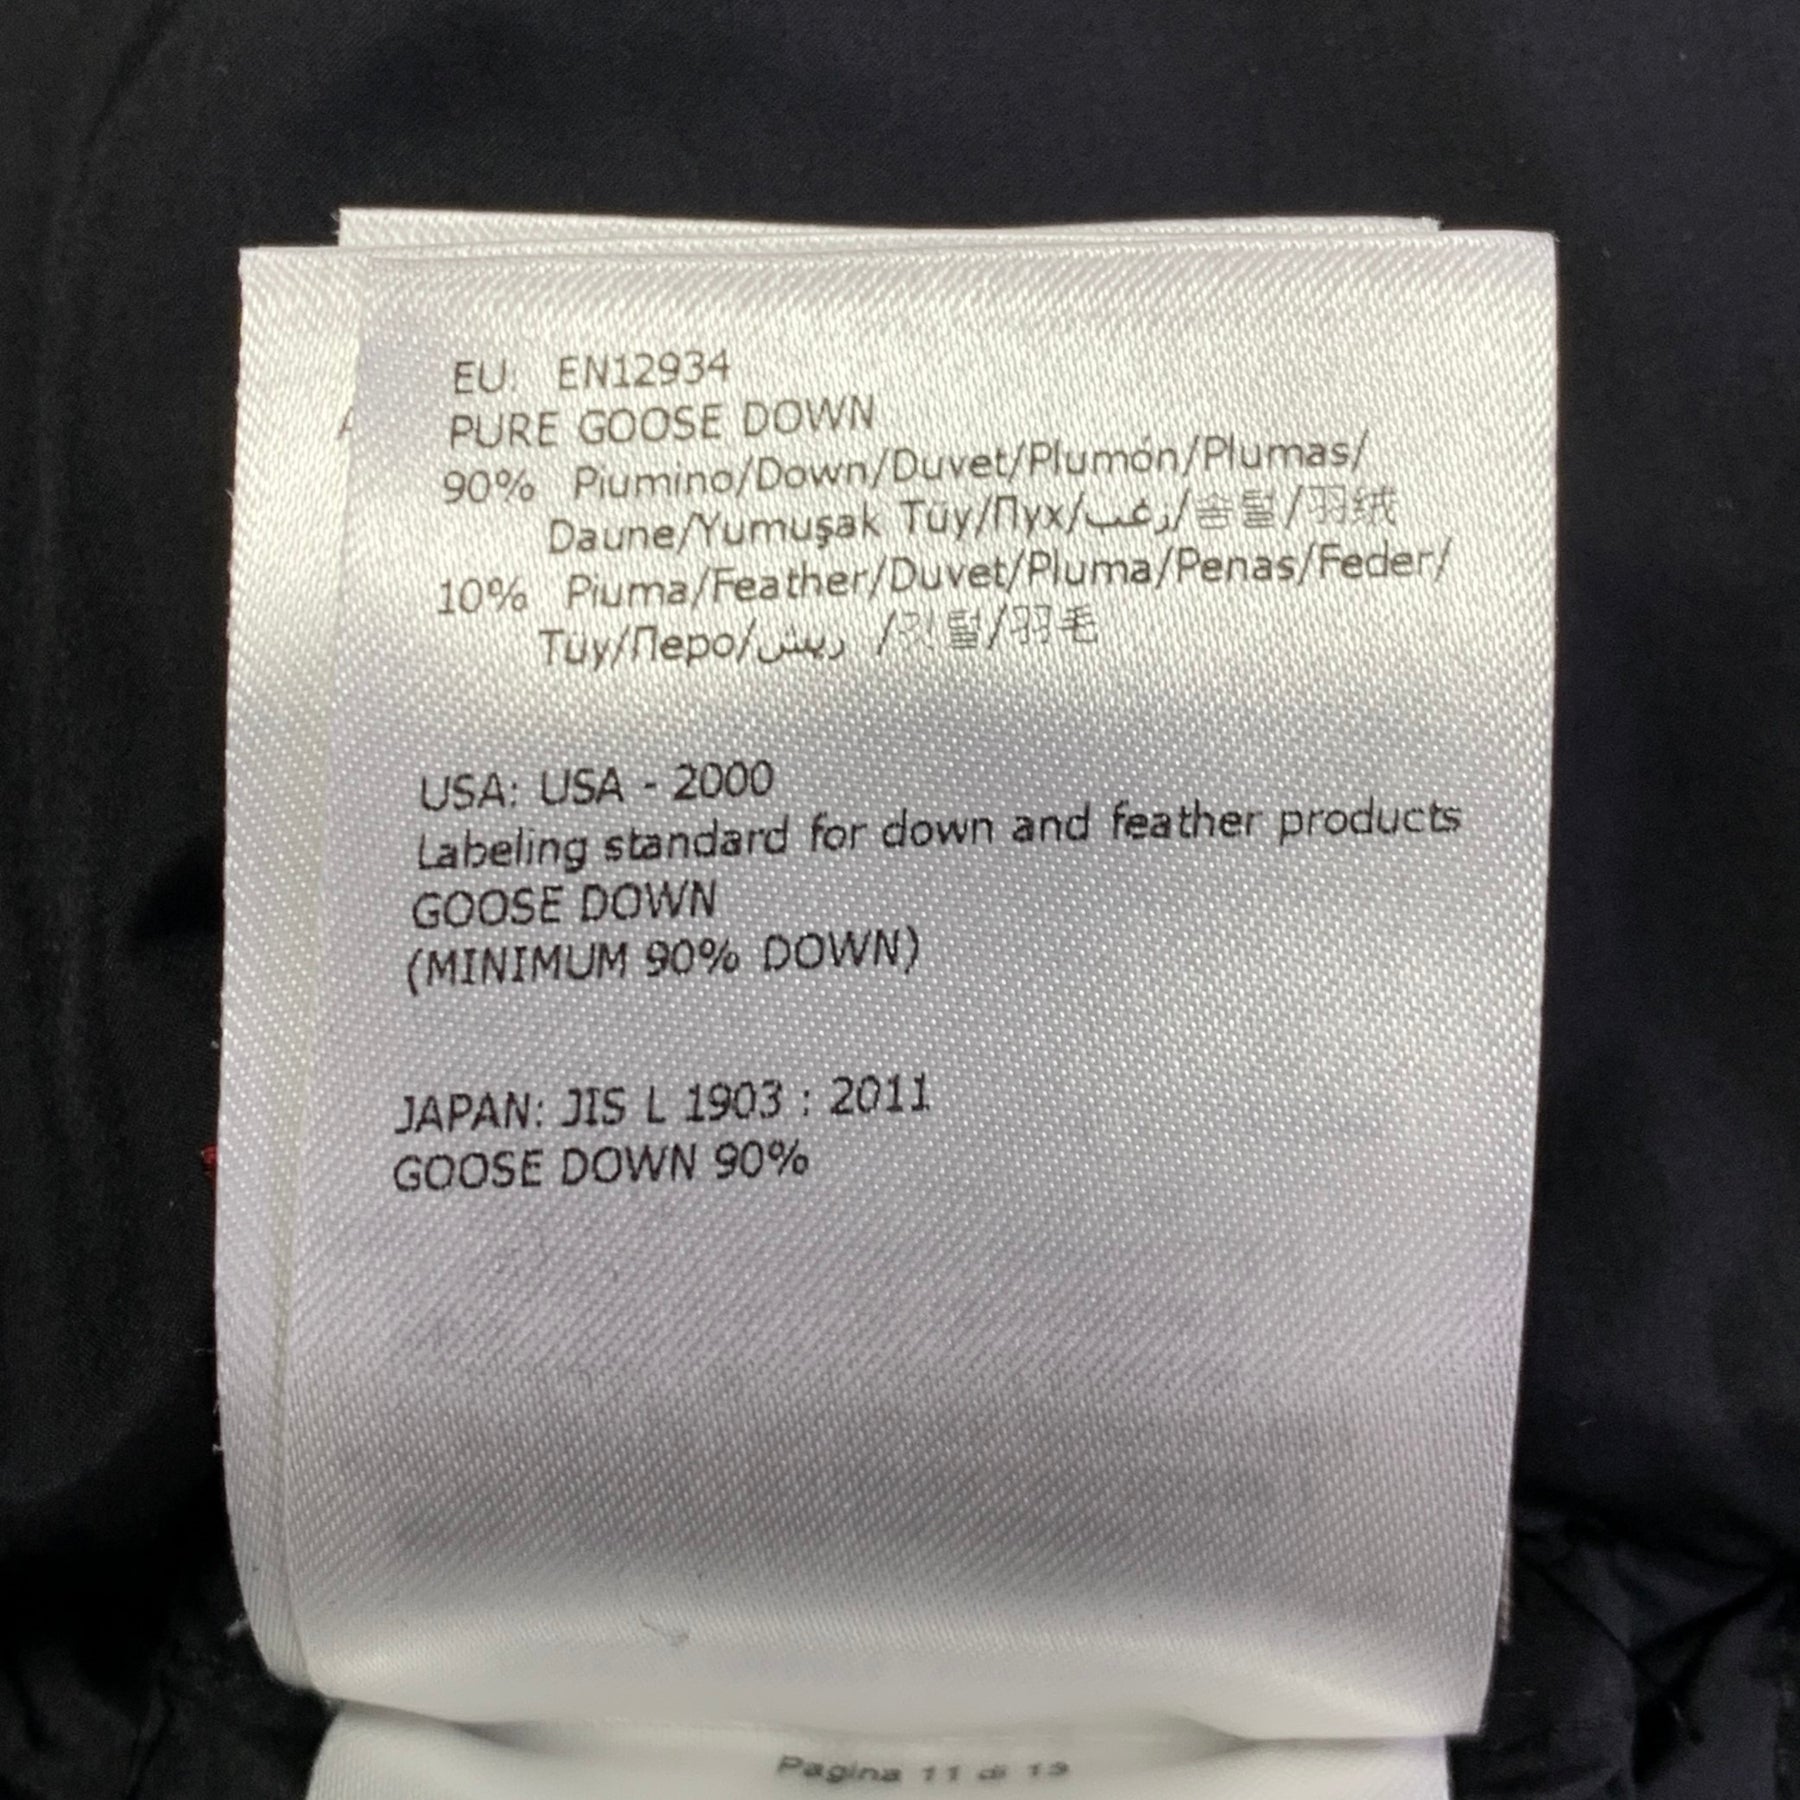 EU: EN12934
PURE GOOSE DOWN
90% Piumino/Down/Duvet/Plumón/Plumas/
Daune/Yumuşak Tüy/Пух/زغب/솜털/羽绒
10% Piuma/Feather/Duvet/Pluma/Penas/Feder/
Tüy/Перо/ريش /깃털/羽毛
USA: USA - 2000
Labeling standard for down and feather products
GOOSE DOWN
(MINIMUM 90% DOWN)
JAPAN: JIS L 1903 : 2011
GOOSE DOWN 90%
Pagina 11 di 13